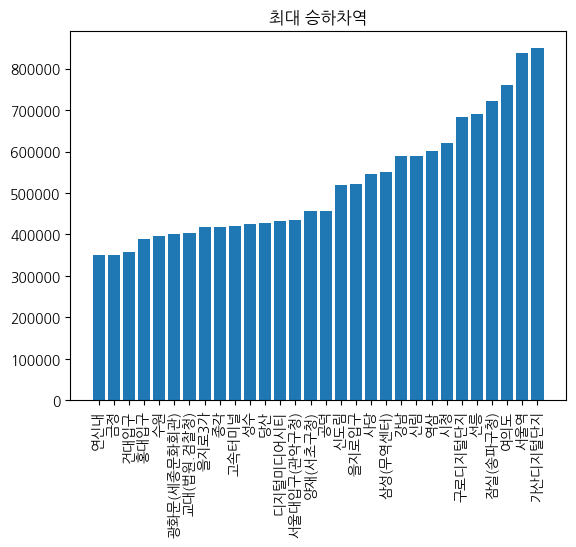 최대 승하차역
800000
700000
600000
500000
400000
300000
200000
100000
0
연신내
금정
건대입구
홍대입구
수원
광화문(세종문화회관)
교대(법원.검찰청)
을지로3가
종각
고속터미널
성수
당산
디지털미디어시티
서울대입구(관악구청)
양재(서초구청)
공덕
신도림
을지로입구
사당
삼성(무역센터)
강남
신림
역삼
시청
구로디지털단지
선릉
잠실(송파구청)
여의도
서울역
가산디지털단지